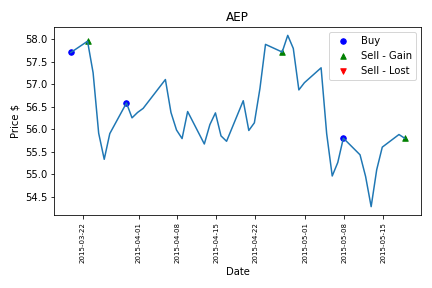 AEP
Buy
Sell - Gain
Sell - Lost
58.0
57.5
57.0
56.5
56.0
55.5
55.0
54.5
Price $
2015-03-22
2015-04-01
2015-04-08
2015-04-15
2015-04-22
2015-05-01
2015-05-08
2015-05-15
Date